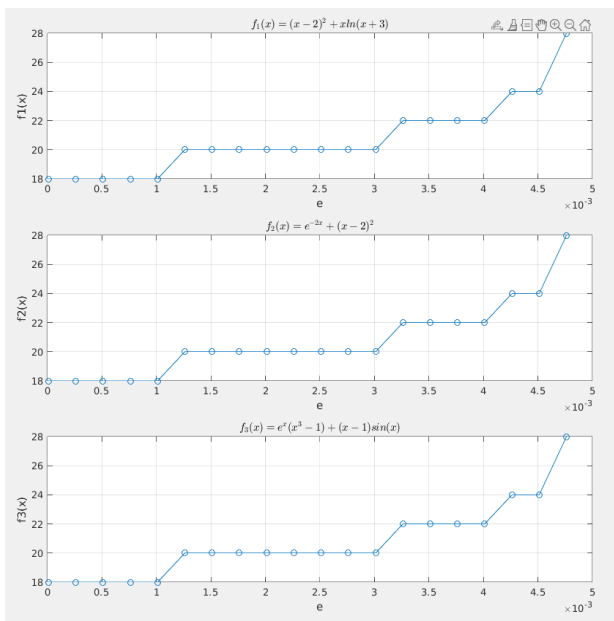 f₁(x) = (x − 2)² + xln(x + 3)
28
26
24
22
20
18
f1(x)
0 0.5 1 1.5 2 2.5 3 3.5 4 4.5 5
e
×10⁻³
f₂(x) = e⁻²ˣ + (x − 2)²
28
26
24
22
20
18
f2(x)
0 0.5 1 1.5 2 2.5 3 3.5 4 4.5 5
e
×10⁻³
f₃(x) = eˣ(x³ − 1) + (x − 1)sin(x)
28
26
24
22
20
18
f3(x)
0 0.5 1 1.5 2 2.5 3 3.5 4 4.5 5
e
×10⁻³